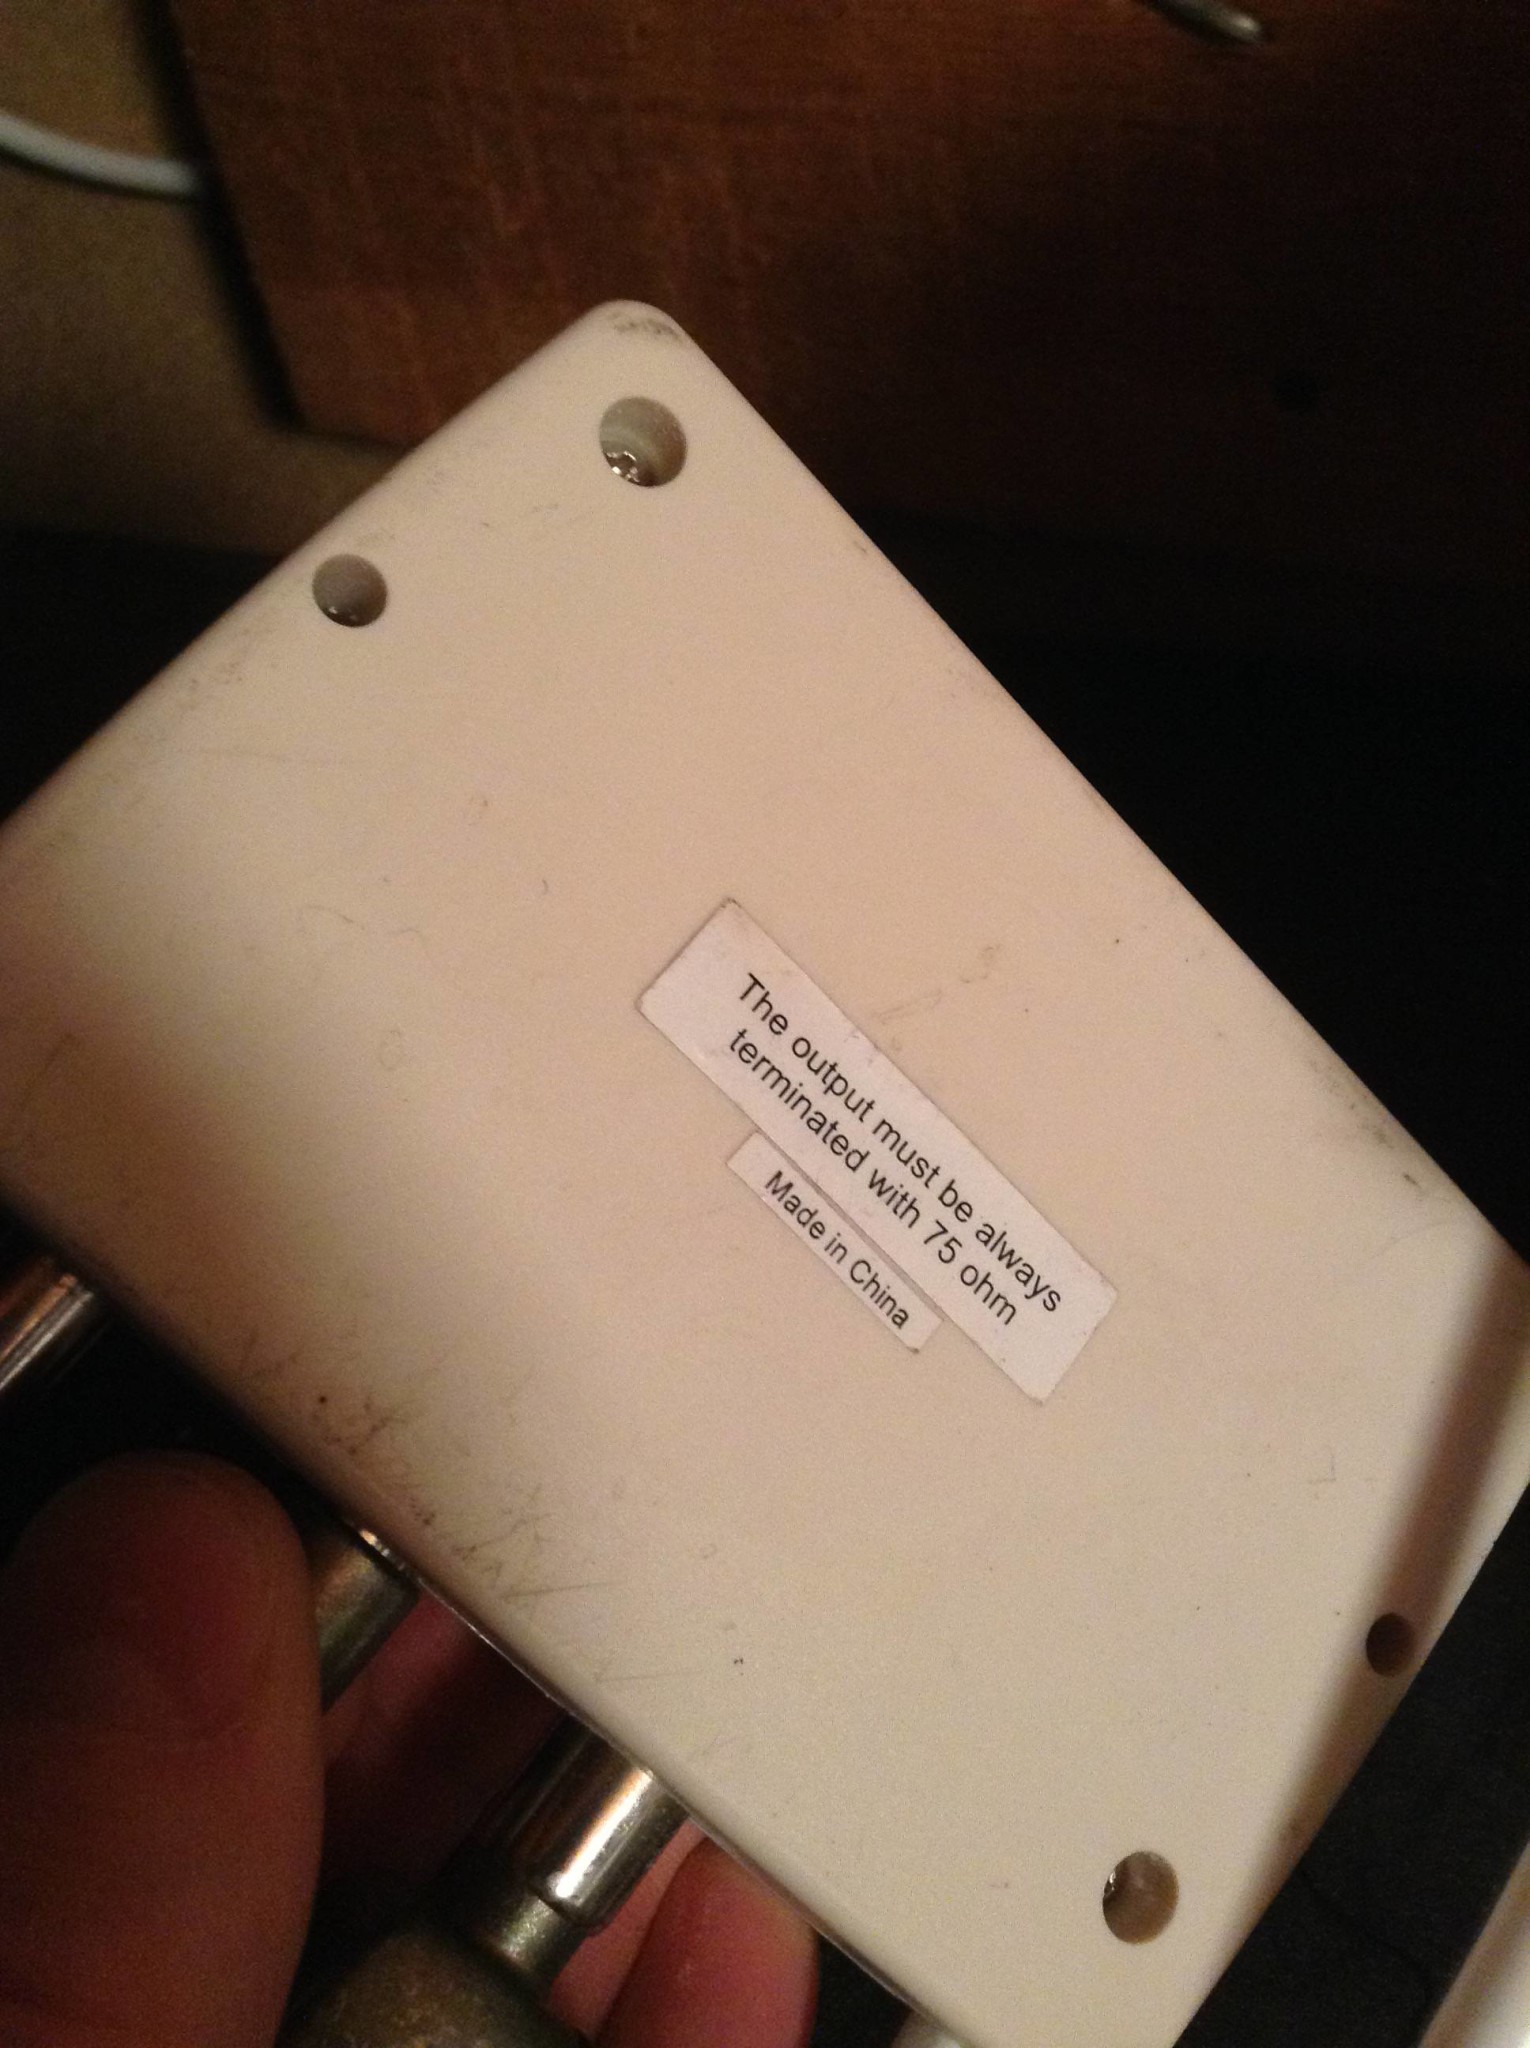 The output must be always
terminated with 75 ohm
Made in China